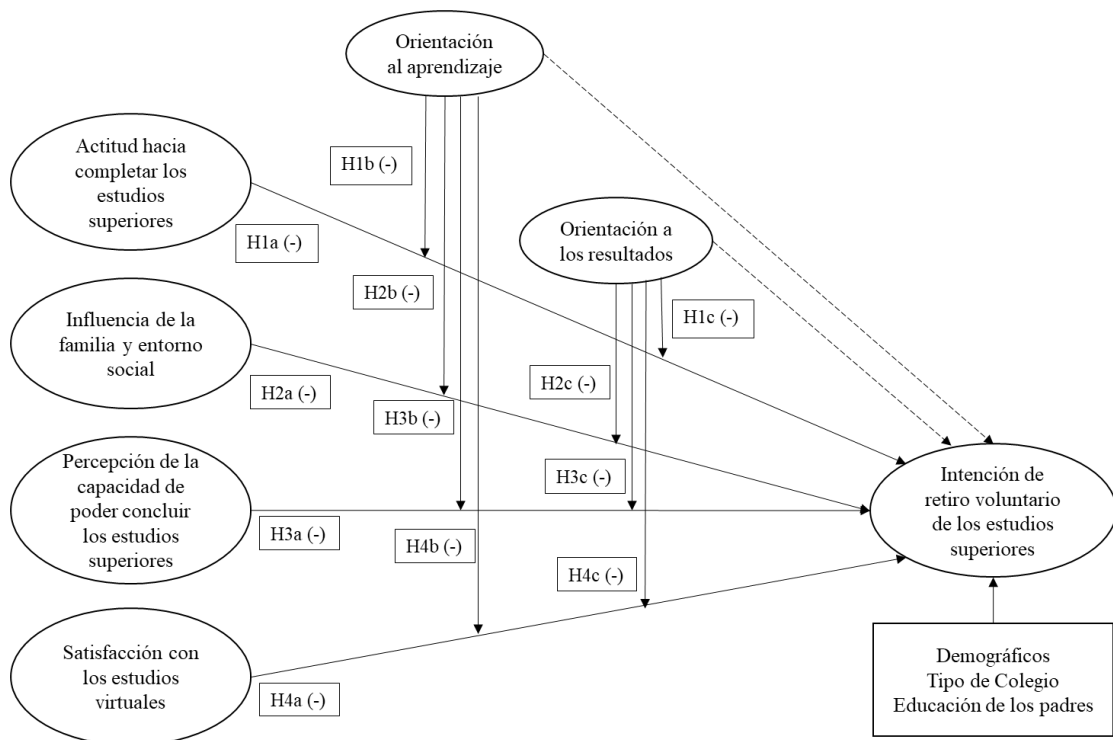 Orientación
al aprendizaje
Actitud hacia
completar los
estudios
superiores
H1b (-)
Orientación a
los resultados
H1a (-)
H2b (-)
H1c (-)
Influencia de la
familia y entorno
social
H2c (-)
H2a (-)
H3b (-)
Percepción de la
capacidad de
poder concluir
los estudios
superiores
H3c (-)
Intención de
retiro voluntario
de los estudios
superiores
H3a (-)
H4b (-)
H4c (-)
Satisfacción con
los estudios
virtuales
H4a (-)
Demográficos
Tipo de Colegio
Educación de los padres